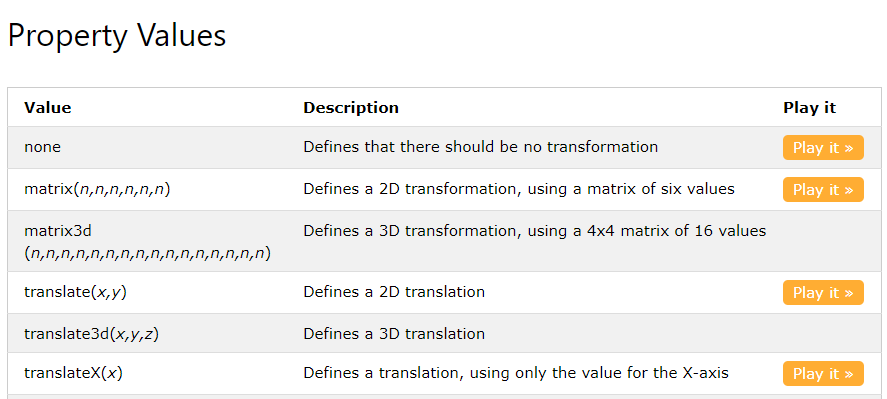 Property Values
Value Description Play it
none Defines that there should be no transformation Play it »
matrix(n,n,n,n,n,n) Defines a 2D transformation, using a matrix of six values Play it »
matrix3d Defines a 3D transformation, using a 4x4 matrix of 16 values
(n,n,n,n,n,n,n,n,n,n,n,n,n,n,n,n)
translate(x,y) Defines a 2D translation Play it »
translate3d(x,y,z) Defines a 3D translation
translateX(x) Defines a translation, using only the value for the X-axis Play it »